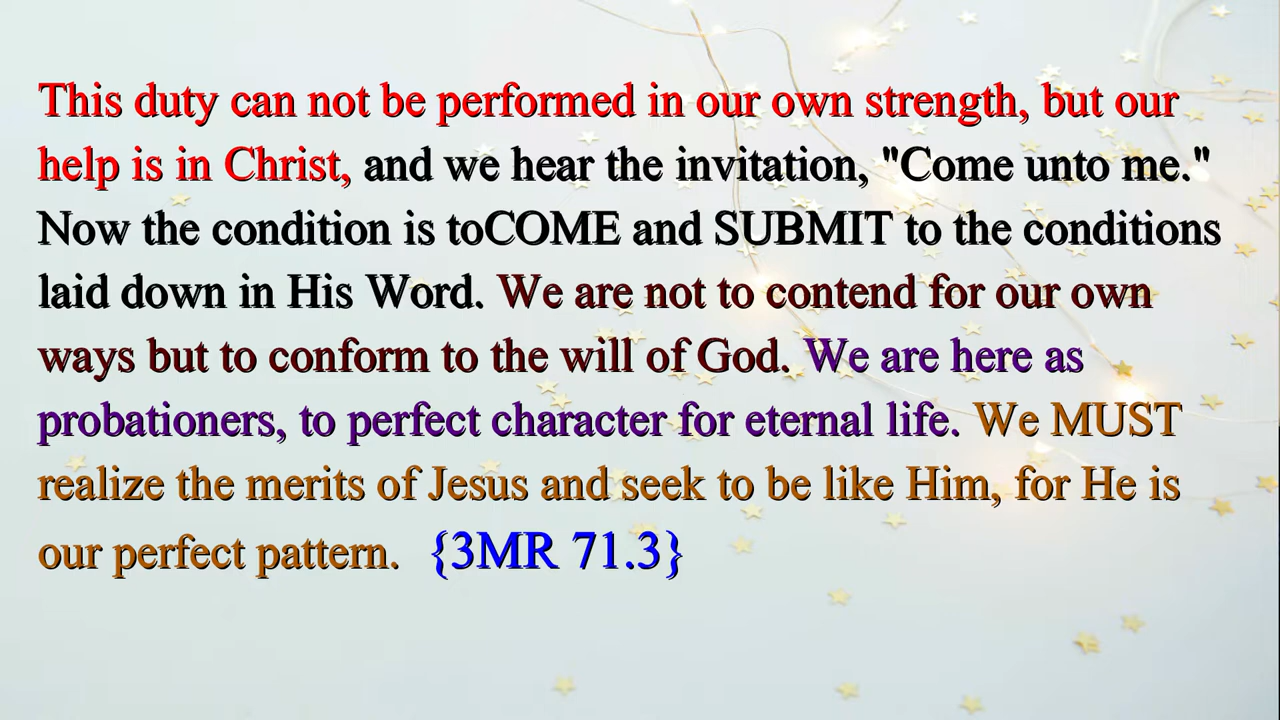 This duty can not be performed in our own strength, but our
help is in Christ, and we hear the invitation, "Come unto me."
Now the condition is toCOME and SUBMIT to the conditions
laid down in His Word. We are not to contend for our own
ways but to conform to the will of God. We are here as
probationers, to perfect character for eternal life. We MUST
realize the merits of Jesus and seek to be like Him, for He is
our perfect pattern. {3MR 71.3}